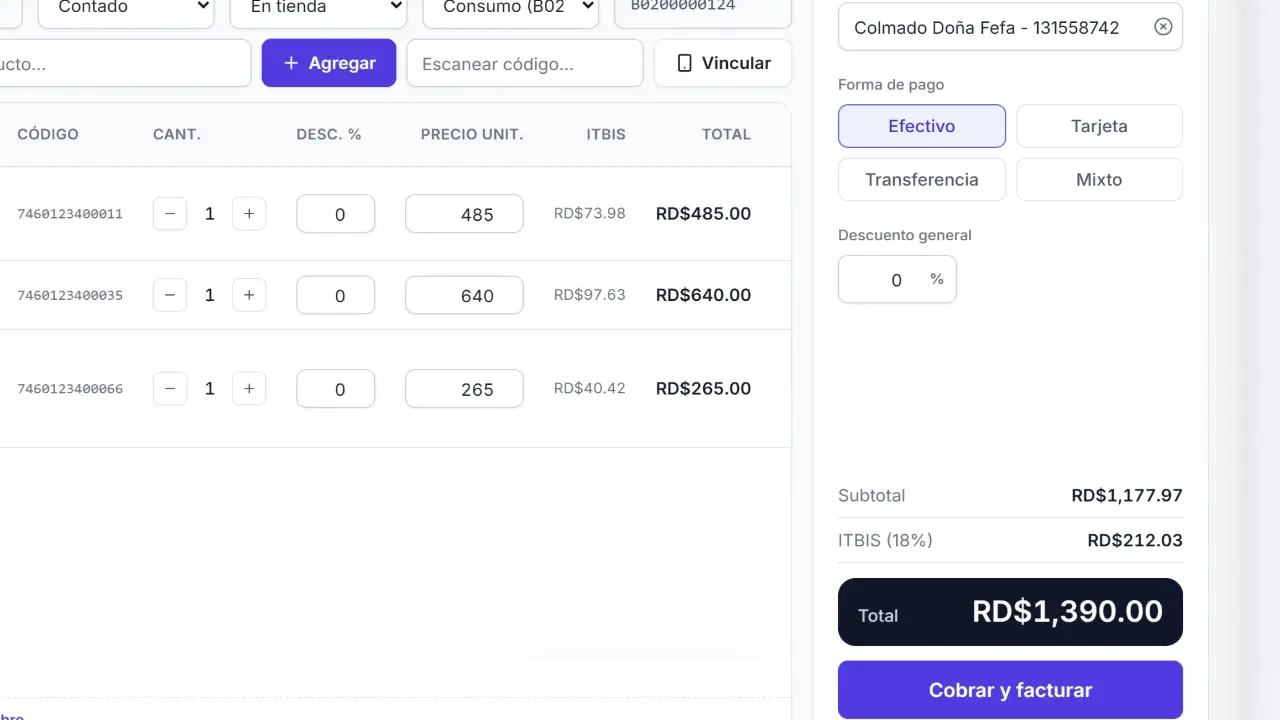 Contado En tienda Consumo (B02 B0200000124
ucto... + Agregar Escanear código... Vincular
CÓDIGO CANT. DESC. % PRECIO UNIT. ITBIS TOTAL
7460123400011 − 1 + 0 485 RD$73.98 RD$485.00
7460123400035 − 1 + 0 640 RD$97.63 RD$640.00
7460123400066 − 1 + 0 265 RD$40.42 RD$265.00
Colmado Doña Fefa - 131558742
Forma de pago
Efectivo Tarjeta
Transferencia Mixto
Descuento general
0 %
Subtotal RD$1,177.97
ITBIS (18%) RD$212.03
Total RD$1,390.00
Cobrar y facturar